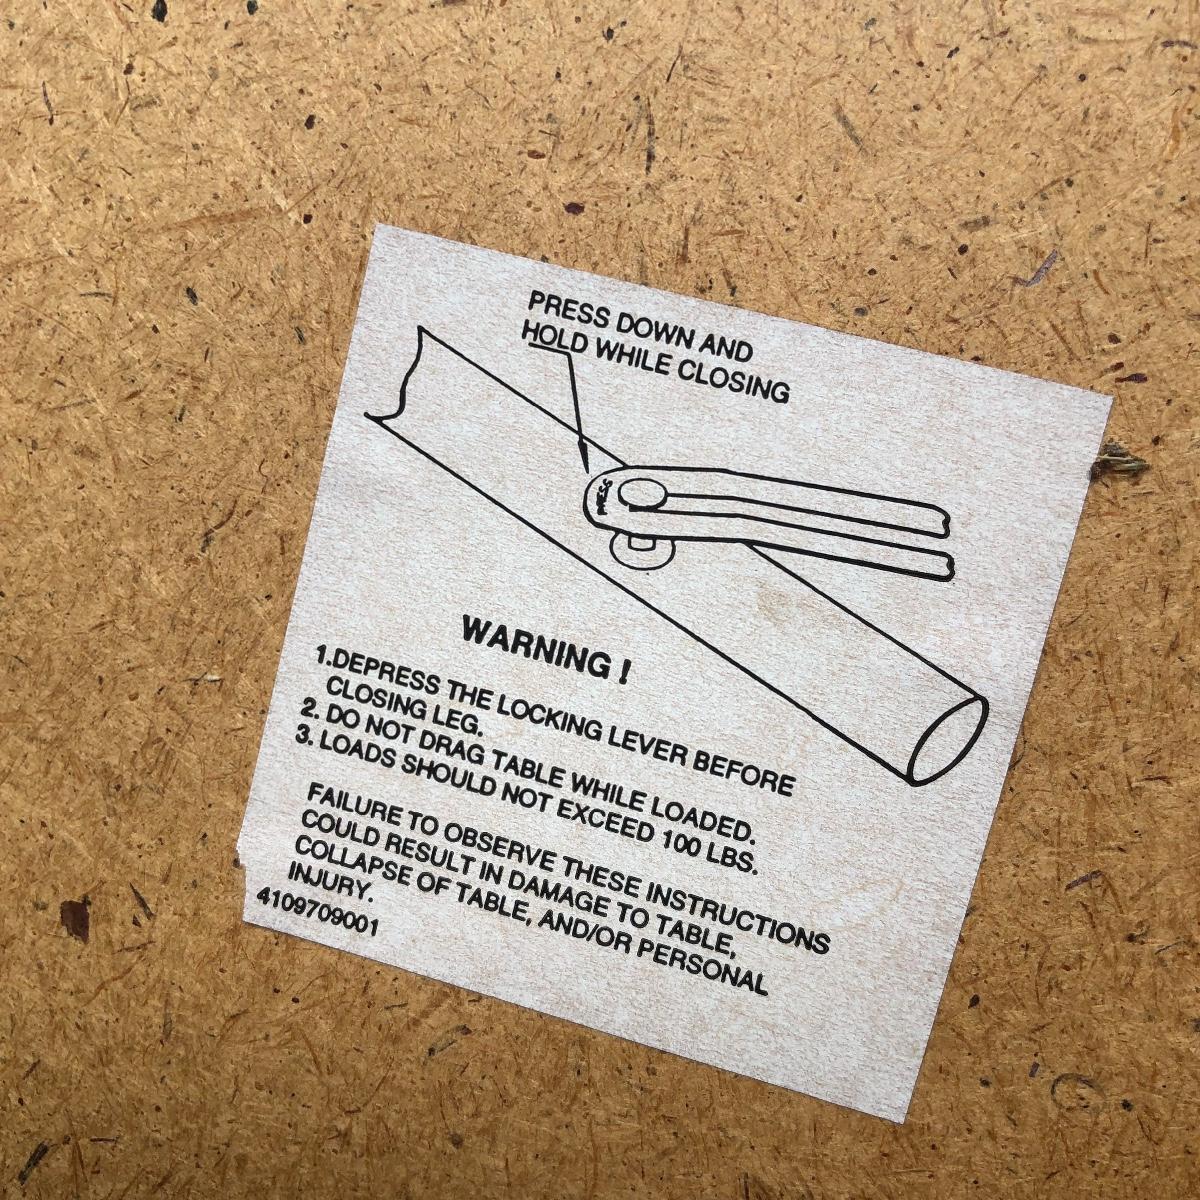 PRESS DOWN AND
HOLD WHILE CLOSING
PRESS
WARNING !
1.DEPRESS THE LOCKING LEVER BEFORE
CLOSING LEG.
2. DO NOT DRAG TABLE WHILE LOADED.
3. LOADS SHOULD NOT EXCEED 100 LBS.
FAILURE TO OBSERVE THESE INSTRUCTIONS
COULD RESULT IN DAMAGE TO TABLE,
COLLAPSE OF TABLE, AND/OR PERSONAL
INJURY.
4109709001